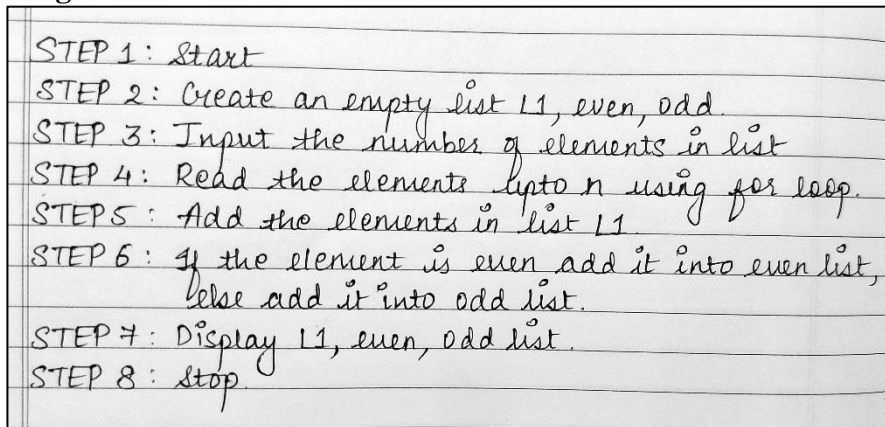 STEP 1: Start
STEP 2: Create an empty list L1, even, odd.
STEP 3: Input the number of elements in list
STEP 4: Read the elements upto n using for loop.
STEP 5: Add the elements in list L1.
STEP 6: If the element is even add it into even list,
else add it into odd list.
STEP 7: Display L1, even, odd list.
STEP 8: Stop.